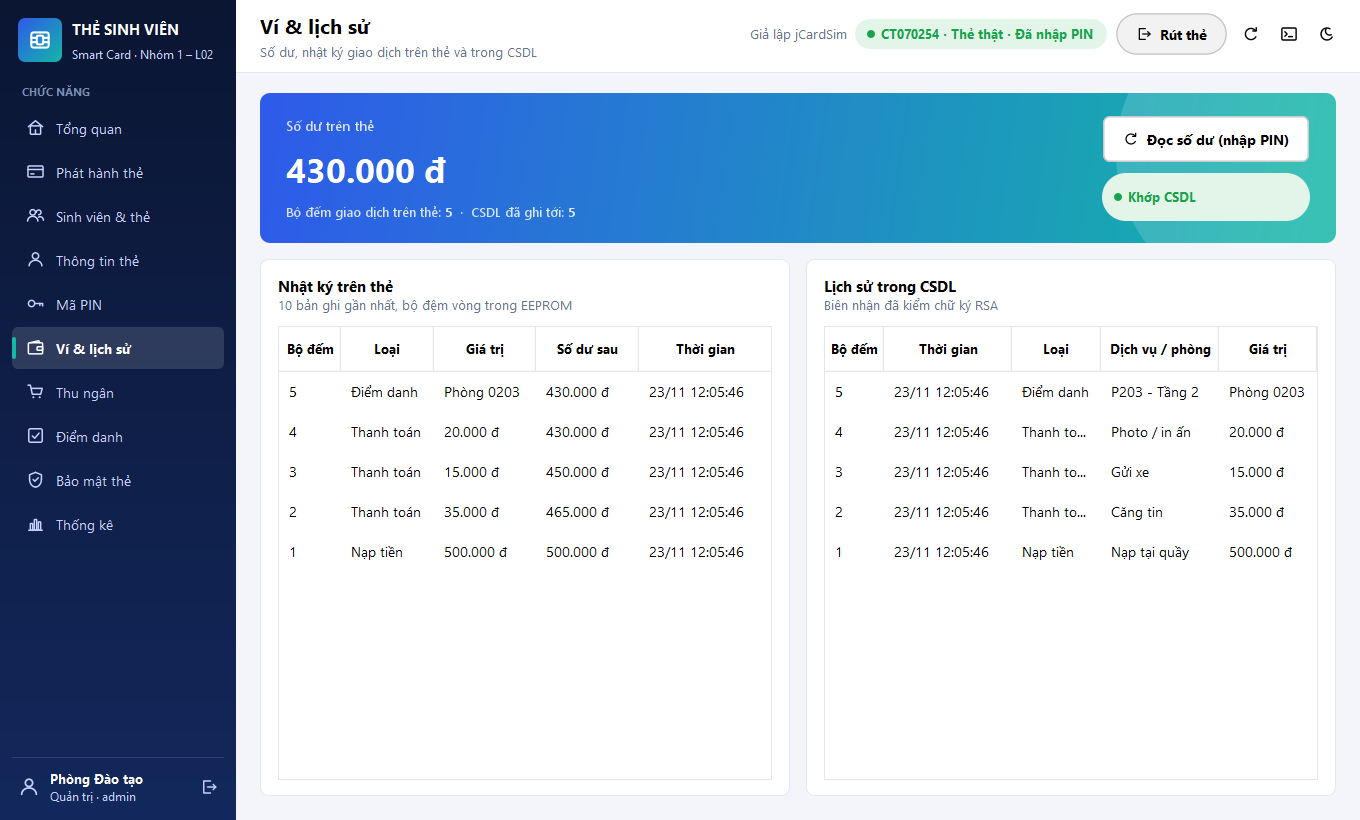 THẺ SINH VIÊN
Smart Card · Nhóm 1 – L02
CHỨC NĂNG
Tổng quan
Phát hành thẻ
Sinh viên & thẻ
Thông tin thẻ
Mã PIN
Ví & lịch sử
Thu ngân
Điểm danh
Bảo mật thẻ
Thống kê
Phòng Đào tạo
Quản trị · admin
Ví & lịch sử
Số dư, nhật ký giao dịch trên thẻ và trong CSDL
Giả lập jCardSim
CT070254 · Thẻ thật · Đã nhập PIN
Rút thẻ
Số dư trên thẻ
430.000 đ
Bộ đếm giao dịch trên thẻ: 5 · CSDL đã ghi tới: 5
Đọc số dư (nhập PIN)
Khớp CSDL
Nhật ký trên thẻ
10 bản ghi gần nhất, bộ đệm vòng trong EEPROM
Bộ đếm Loại Giá trị Số dư sau Thời gian
5 Điểm danh Phòng 0203 430.000 đ 23/11 12:05:46
4 Thanh toán 20.000 đ 430.000 đ 23/11 12:05:46
3 Thanh toán 15.000 đ 450.000 đ 23/11 12:05:46
2 Thanh toán 35.000 đ 465.000 đ 23/11 12:05:46
1 Nạp tiền 500.000 đ 500.000 đ 23/11 12:05:46
Lịch sử trong CSDL
Biên nhận đã kiểm chữ ký RSA
Bộ đếm Thời gian Loại Dịch vụ / phòng Giá trị
5 23/11 12:05:46 Điểm danh P203 - Tầng 2 Phòng 0203
4 23/11 12:05:46 Thanh to... Photo / in ấn 20.000 đ
3 23/11 12:05:46 Thanh to... Gửi xe 15.000 đ
2 23/11 12:05:46 Thanh to... Căng tin 35.000 đ
1 23/11 12:05:46 Nạp tiền Nạp tại quầy 500.000 đ